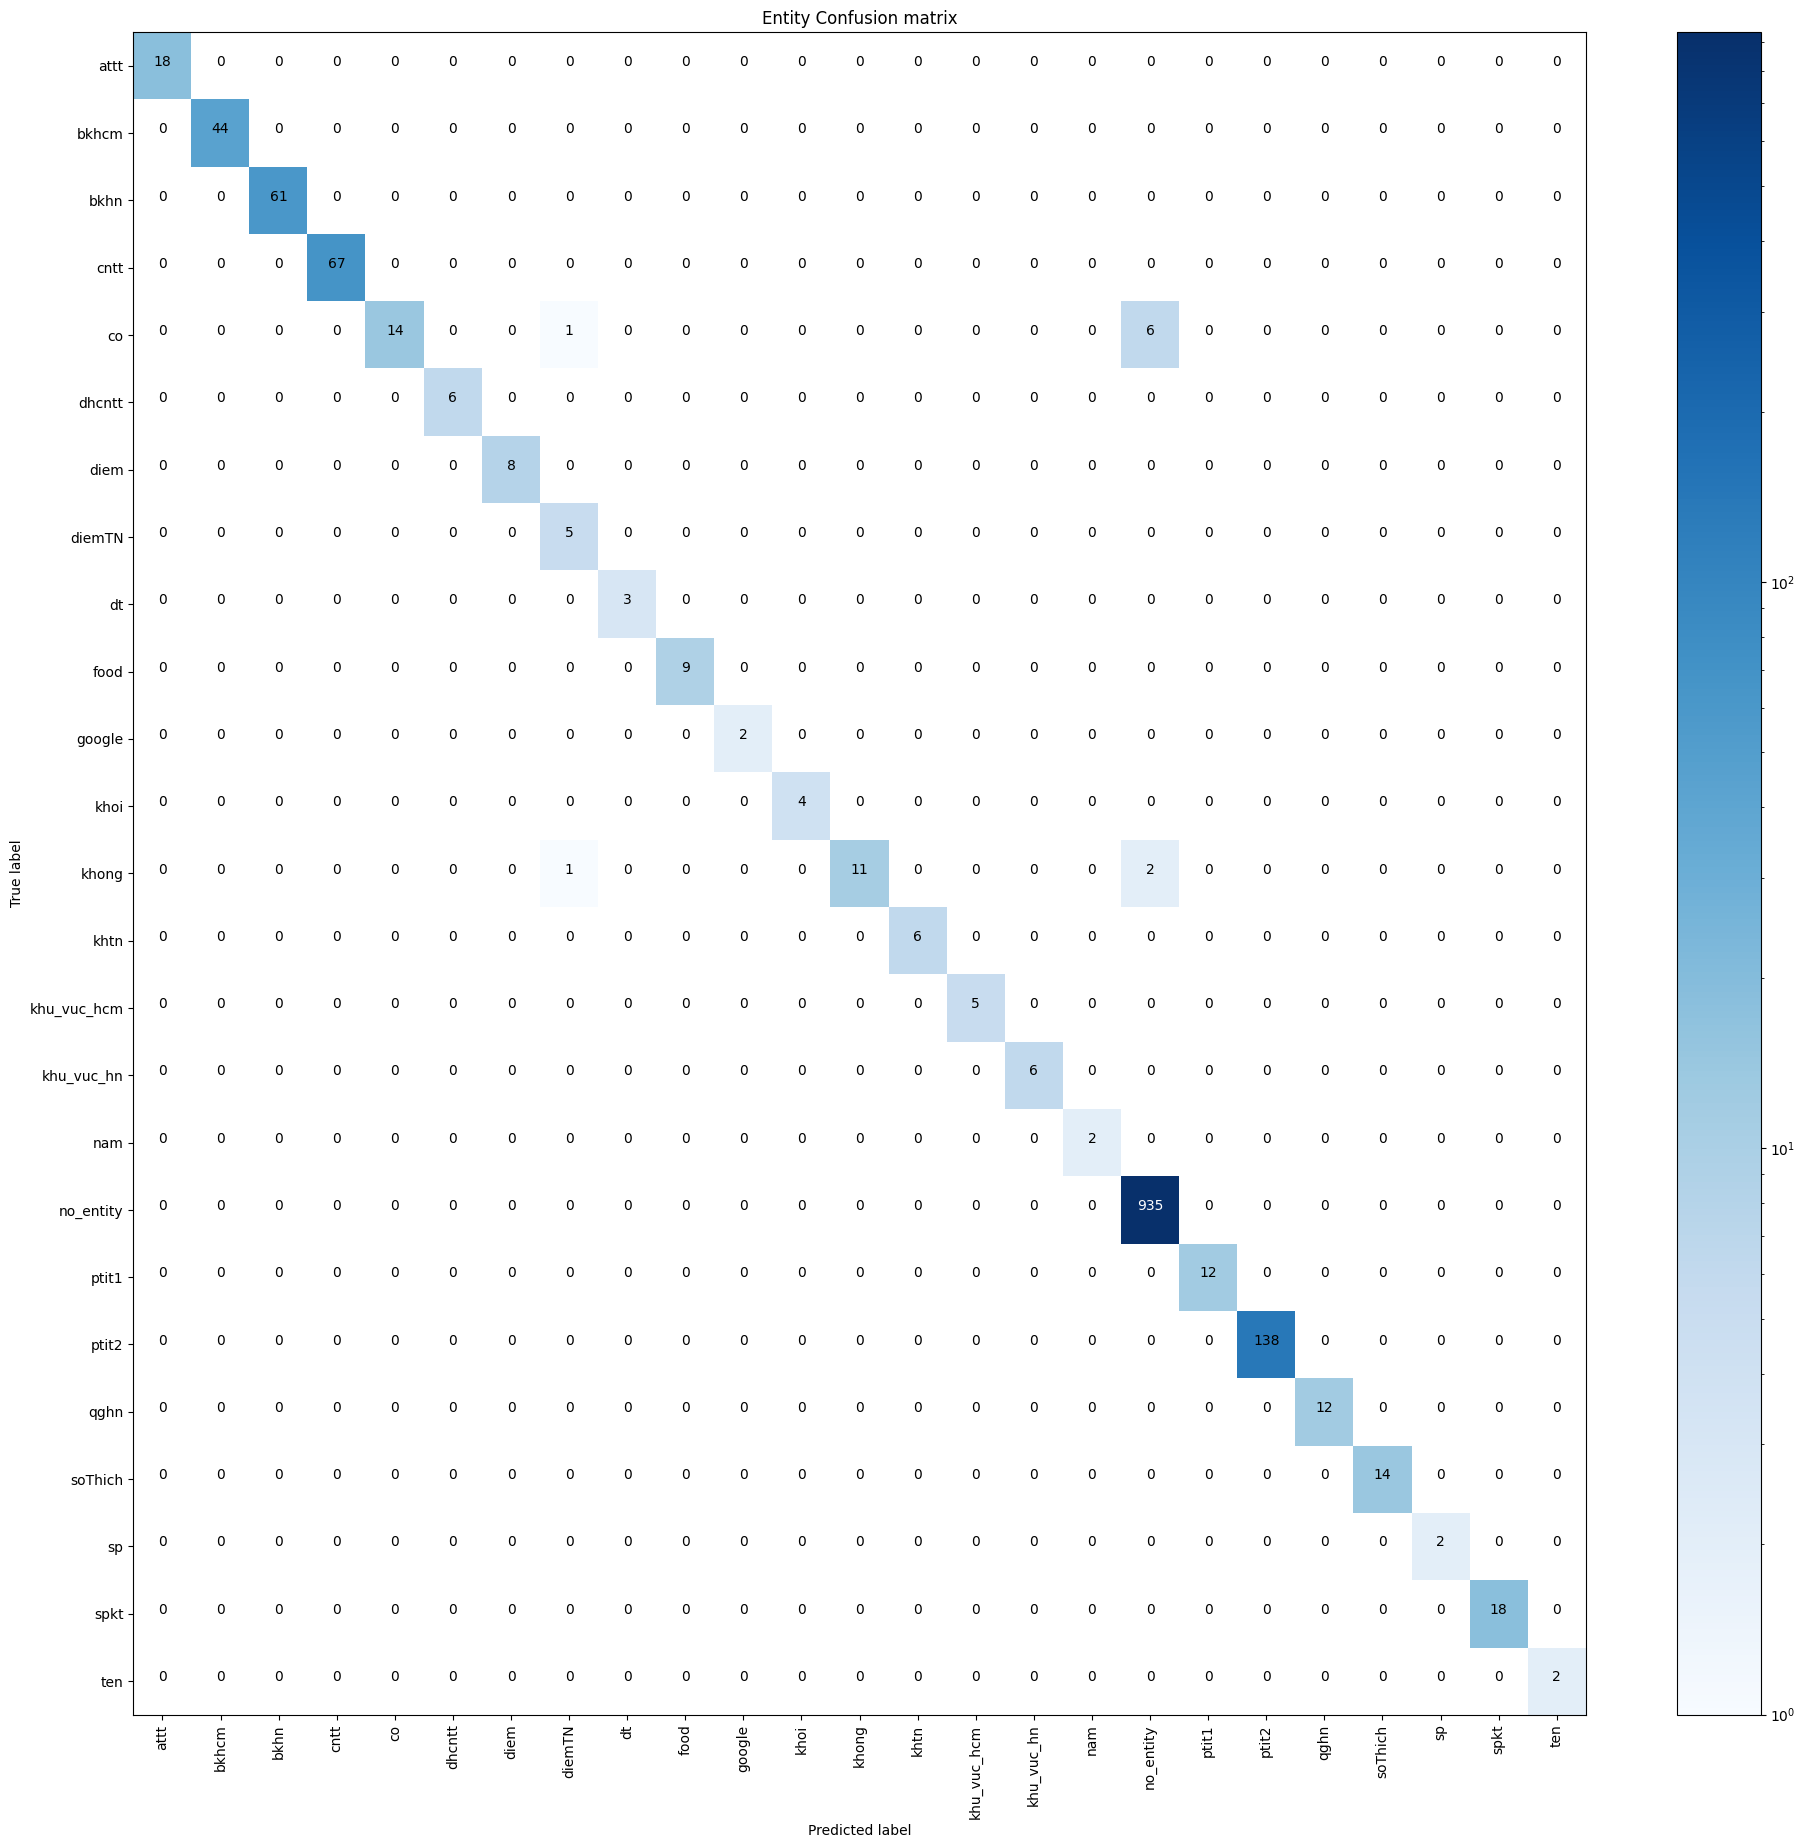 Entity Confusion matrix
attt 18 0 0 0 0 0 0 0 0 0 0 0 0 0 0 0 0 0 0 0 0 0 0 0 0
bkhcm 0 44 0 0 0 0 0 0 0 0 0 0 0 0 0 0 0 0 0 0 0 0 0 0 0
bkhn 0 0 61 0 0 0 0 0 0 0 0 0 0 0 0 0 0 0 0 0 0 0 0 0 0
cntt 0 0 0 67 0 0 0 0 0 0 0 0 0 0 0 0 0 0 0 0 0 0 0 0 0
co 0 0 0 0 14 0 0 1 0 0 0 0 0 0 0 0 0 6 0 0 0 0 0 0 0
dhcntt 0 0 0 0 0 6 0 0 0 0 0 0 0 0 0 0 0 0 0 0 0 0 0 0 0
diem 0 0 0 0 0 0 8 0 0 0 0 0 0 0 0 0 0 0 0 0 0 0 0 0 0
diemTN 0 0 0 0 0 0 0 5 0 0 0 0 0 0 0 0 0 0 0 0 0 0 0 0 0
dt 0 0 0 0 0 0 0 0 3 0 0 0 0 0 0 0 0 0 0 0 0 0 0 0 0
food 0 0 0 0 0 0 0 0 0 9 0 0 0 0 0 0 0 0 0 0 0 0 0 0 0
google 0 0 0 0 0 0 0 0 0 0 2 0 0 0 0 0 0 0 0 0 0 0 0 0 0
khoi 0 0 0 0 0 0 0 0 0 0 0 4 0 0 0 0 0 0 0 0 0 0 0 0 0
khong 0 0 0 0 0 0 0 1 0 0 0 0 11 0 0 0 0 2 0 0 0 0 0 0 0
khtn 0 0 0 0 0 0 0 0 0 0 0 0 0 6 0 0 0 0 0 0 0 0 0 0 0
khu_vuc_hcm 0 0 0 0 0 0 0 0 0 0 0 0 0 0 5 0 0 0 0 0 0 0 0 0 0
khu_vuc_hn 0 0 0 0 0 0 0 0 0 0 0 0 0 0 0 6 0 0 0 0 0 0 0 0 0
nam 0 0 0 0 0 0 0 0 0 0 0 0 0 0 0 0 2 0 0 0 0 0 0 0 0
no_entity 0 0 0 0 0 0 0 0 0 0 0 0 0 0 0 0 0 935 0 0 0 0 0 0 0
ptit1 0 0 0 0 0 0 0 0 0 0 0 0 0 0 0 0 0 0 12 0 0 0 0 0 0
ptit2 0 0 0 0 0 0 0 0 0 0 0 0 0 0 0 0 0 0 0 138 0 0 0 0 0
qghn 0 0 0 0 0 0 0 0 0 0 0 0 0 0 0 0 0 0 0 0 12 0 0 0 0
soThich 0 0 0 0 0 0 0 0 0 0 0 0 0 0 0 0 0 0 0 0 0 14 0 0 0
sp 0 0 0 0 0 0 0 0 0 0 0 0 0 0 0 0 0 0 0 0 0 0 2 0 0
spkt 0 0 0 0 0 0 0 0 0 0 0 0 0 0 0 0 0 0 0 0 0 0 0 18 0
ten 0 0 0 0 0 0 0 0 0 0 0 0 0 0 0 0 0 0 0 0 0 0 0 0 2
attt bkhcm bkhn cntt co dhcntt diem diemTN dt food google khoi khong khtn khu_vuc_hcm khu_vuc_hn nam no_entity ptit1 ptit2 qghn soThich sp spkt ten
Predicted label
True label
10²
10¹
10⁰